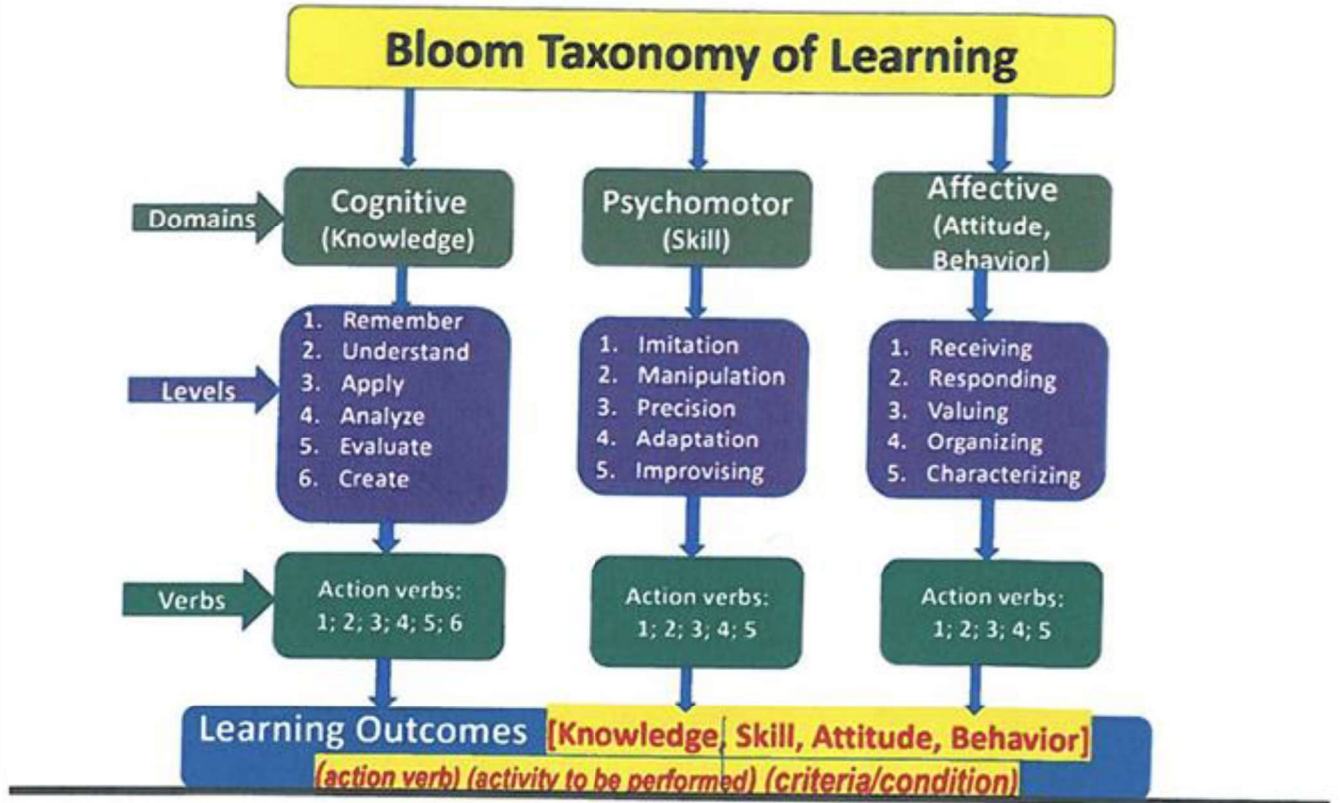 Bloom Taxonomy of Learning
Domains
Cognitive
(Knowledge)
Psychomotor
(Skill)
Affective
(Attitude,
Behavior)
Levels
1. Remember
2. Understand
3. Apply
4. Analyze
5. Evaluate
6. Create
1. Imitation
2. Manipulation
3. Precision
4. Adaptation
5. Improvising
1. Receiving
2. Responding
3. Valuing
4. Organizing
5. Characterizing
Verbs
Action verbs:
1; 2; 3; 4; 5; 6
Action verbs:
1; 2; 3; 4; 5
Action verbs:
1; 2; 3; 4; 5
Learning Outcomes [Knowledge, Skill, Attitude, Behavior]
(action verb) (activity to be performed) (criteria/condition)